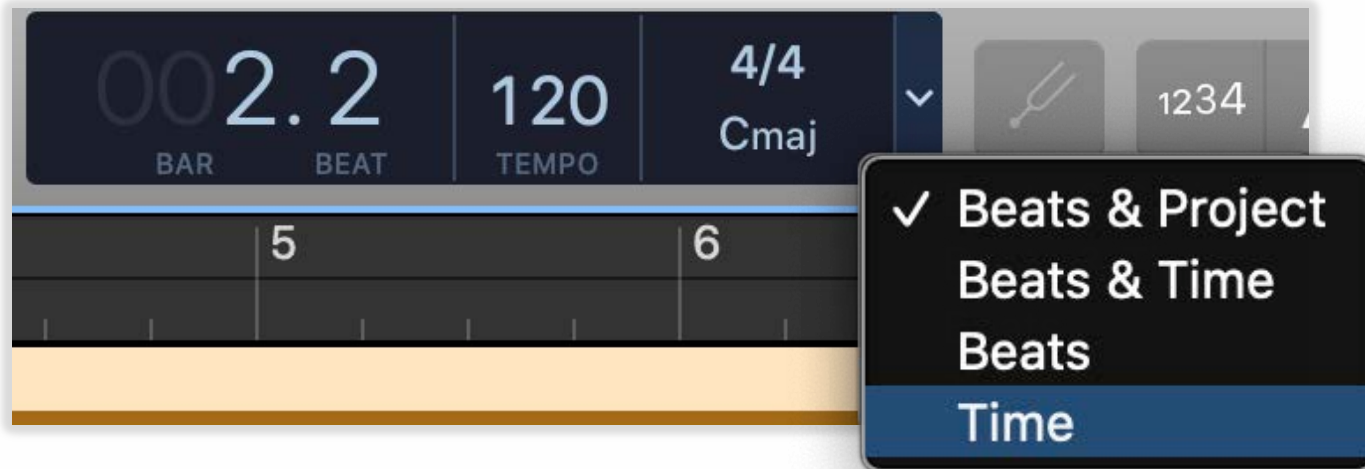 002. 2
BAR BEAT
120
TEMPO
4/4
Cmaj
1234
5 6
✓ Beats & Project
Beats & Time
Beats
Time